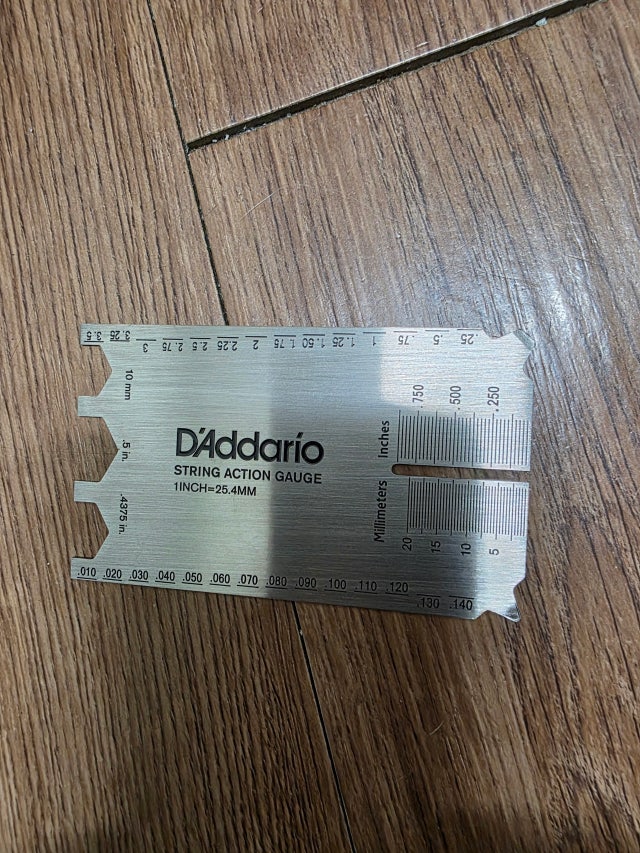 3.5 3.25 3 2.75 2.5 2.25 2 1.75 1.50 1.25 1 .75 .5 .25
10 mm
.5 in.
.4375 in.
D'Addario
STRING ACTION GAUGE
1INCH=25.4MM
Inches
.750 .500 .250
Millimeters
20 15 10 5
.010 .020 .030 .040 .050 .060 .070 .080 .090 .100 .110 .120 .130 .140